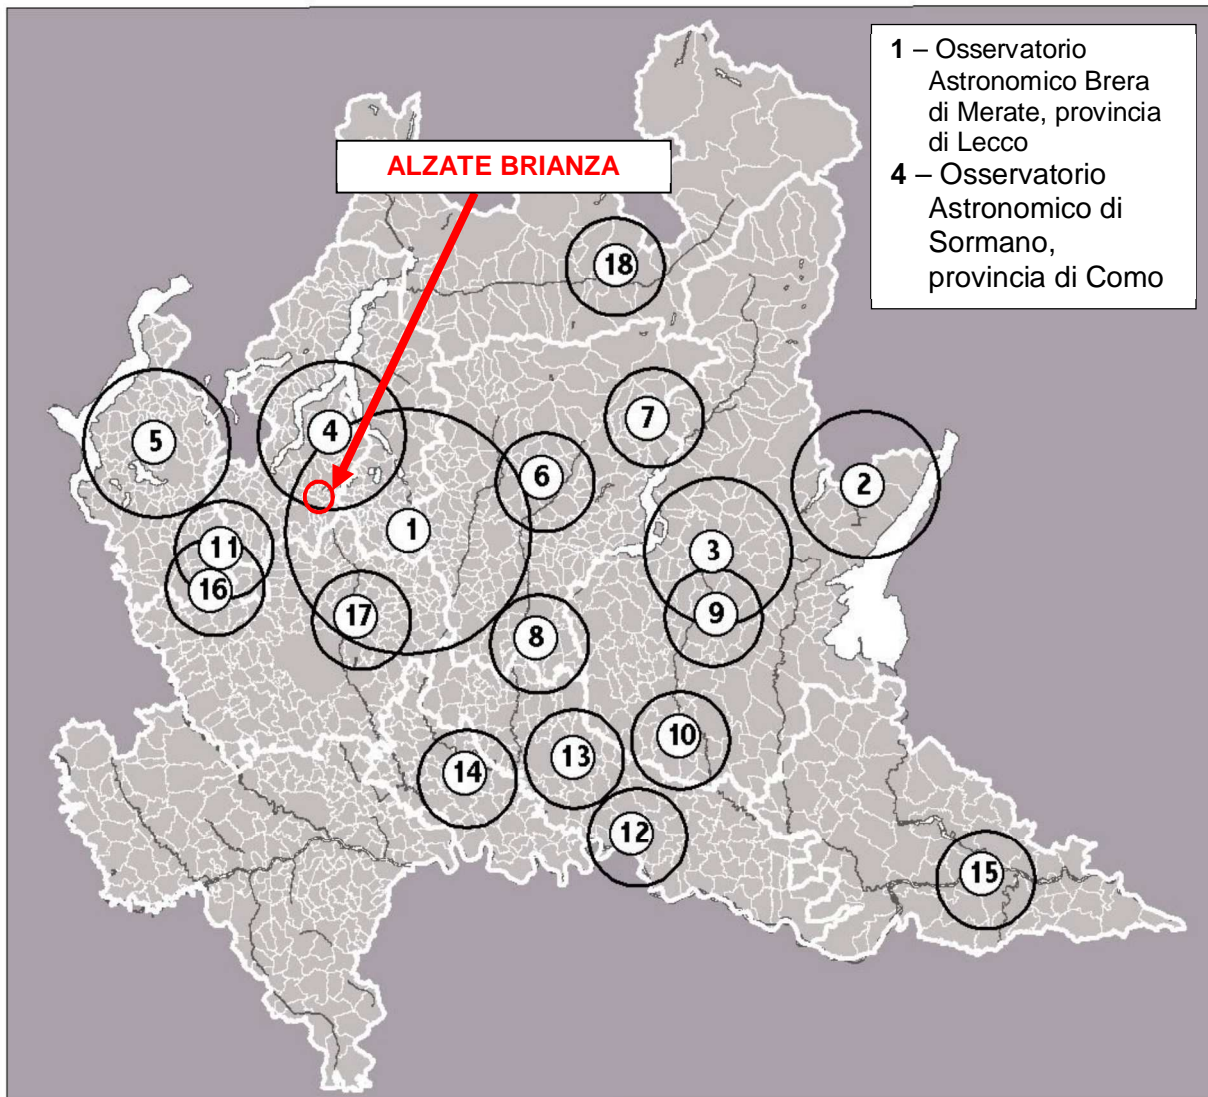 1 – Osservatorio
Astronomico Brera
di Merate, provincia
di Lecco
4 – Osservatorio
Astronomico di
Sormano,
provincia di Como
ALZATE BRIANZA
18
7
4
5
6
2
1
3
11
16
17
9
8
10
13
14
12
15